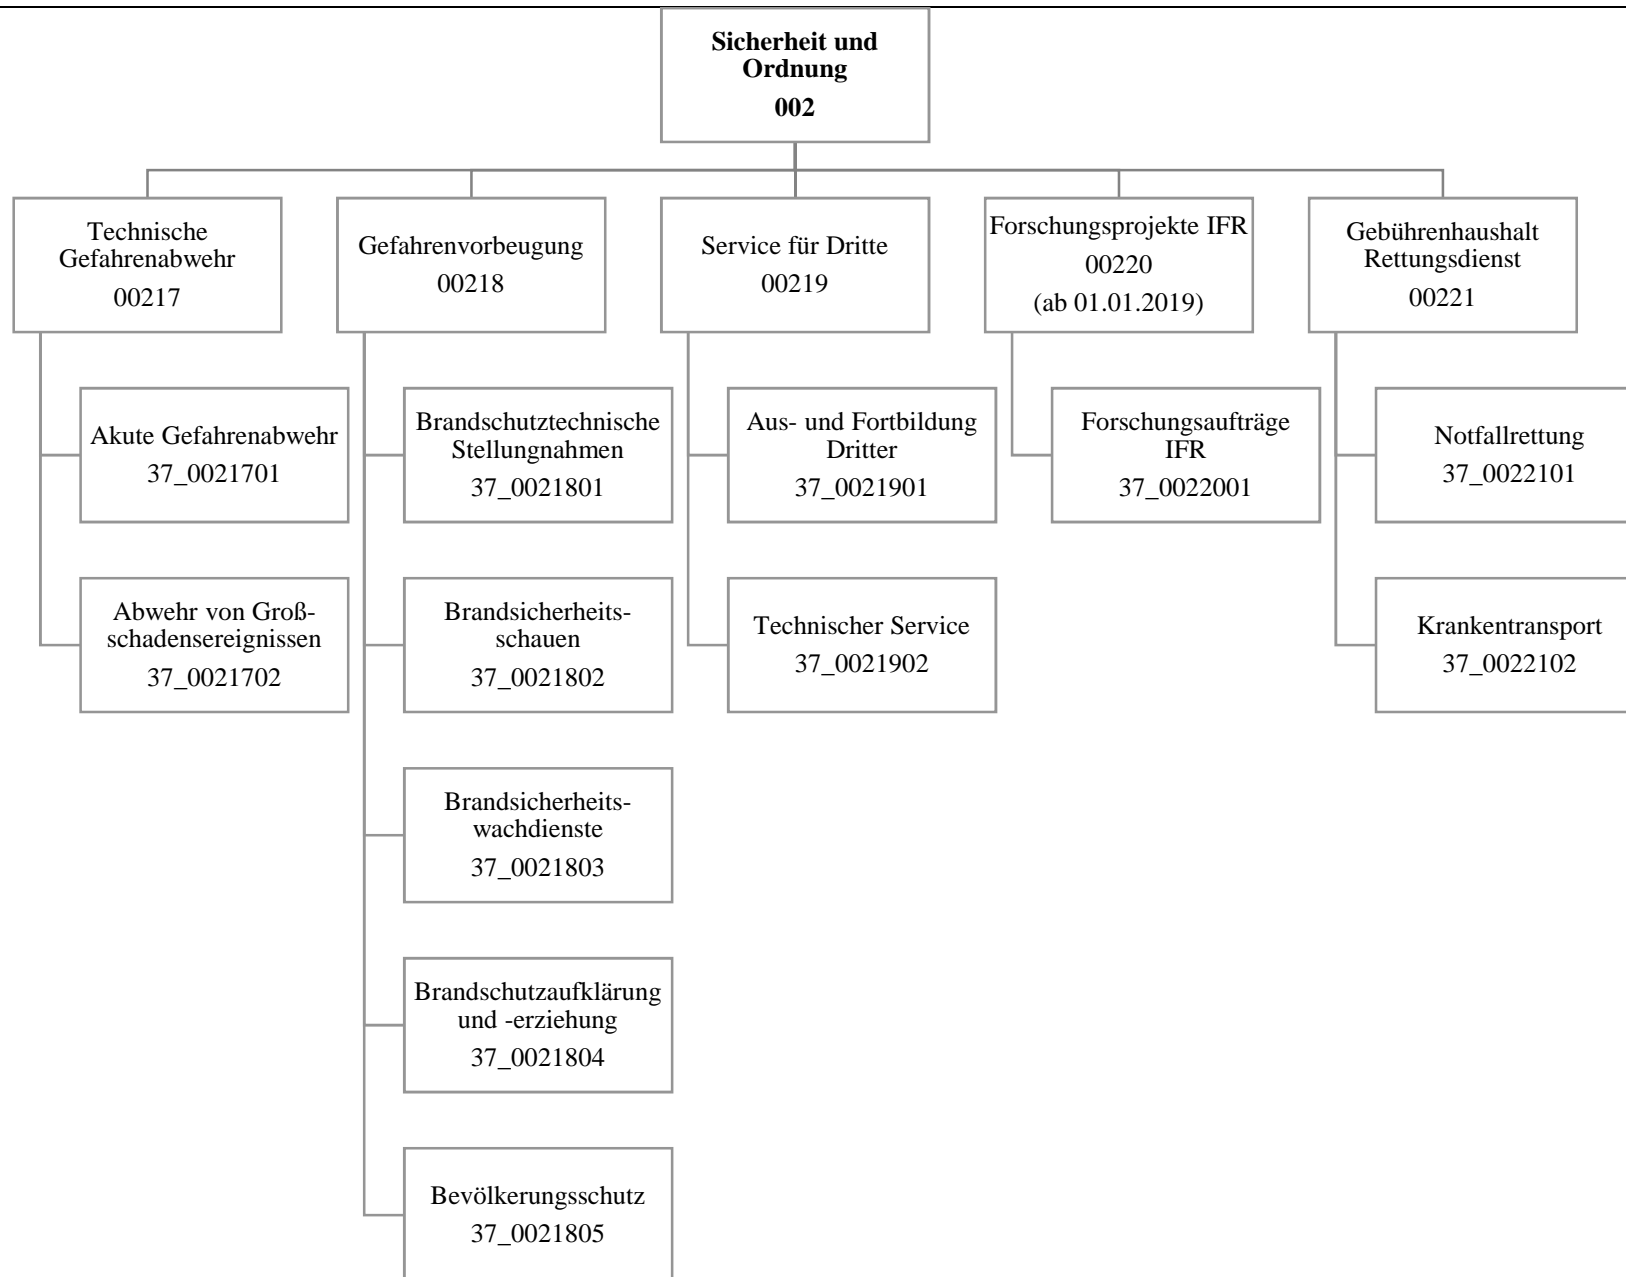 Sicherheit und
Ordnung
002
Technische
Gefahrenabwehr
00217
Akute Gefahrenabwehr
37_0021701
Abwehr von Groß-
schadensereignissen
37_0021702
Gefahrenvorbeugung
00218
Brandschutztechnische
Stellungnahmen
37_0021801
Brandsicherheits-
schauen
37_0021802
Brandsicherheits-
wachdienste
37_0021803
Brandschutzaufklärung
und -erziehung
37_0021804
Bevölkerungsschutz
37_0021805
Service für Dritte
00219
Aus- und Fortbildung
Dritter
37_0021901
Technischer Service
37_0021902
Forschungsprojekte IFR
00220
(ab 01.01.2019)
Forschungsaufträge
IFR
37_0022001
Gebührenhaushalt
Rettungsdienst
00221
Notfallrettung
37_0022101
Krankentransport
37_0022102